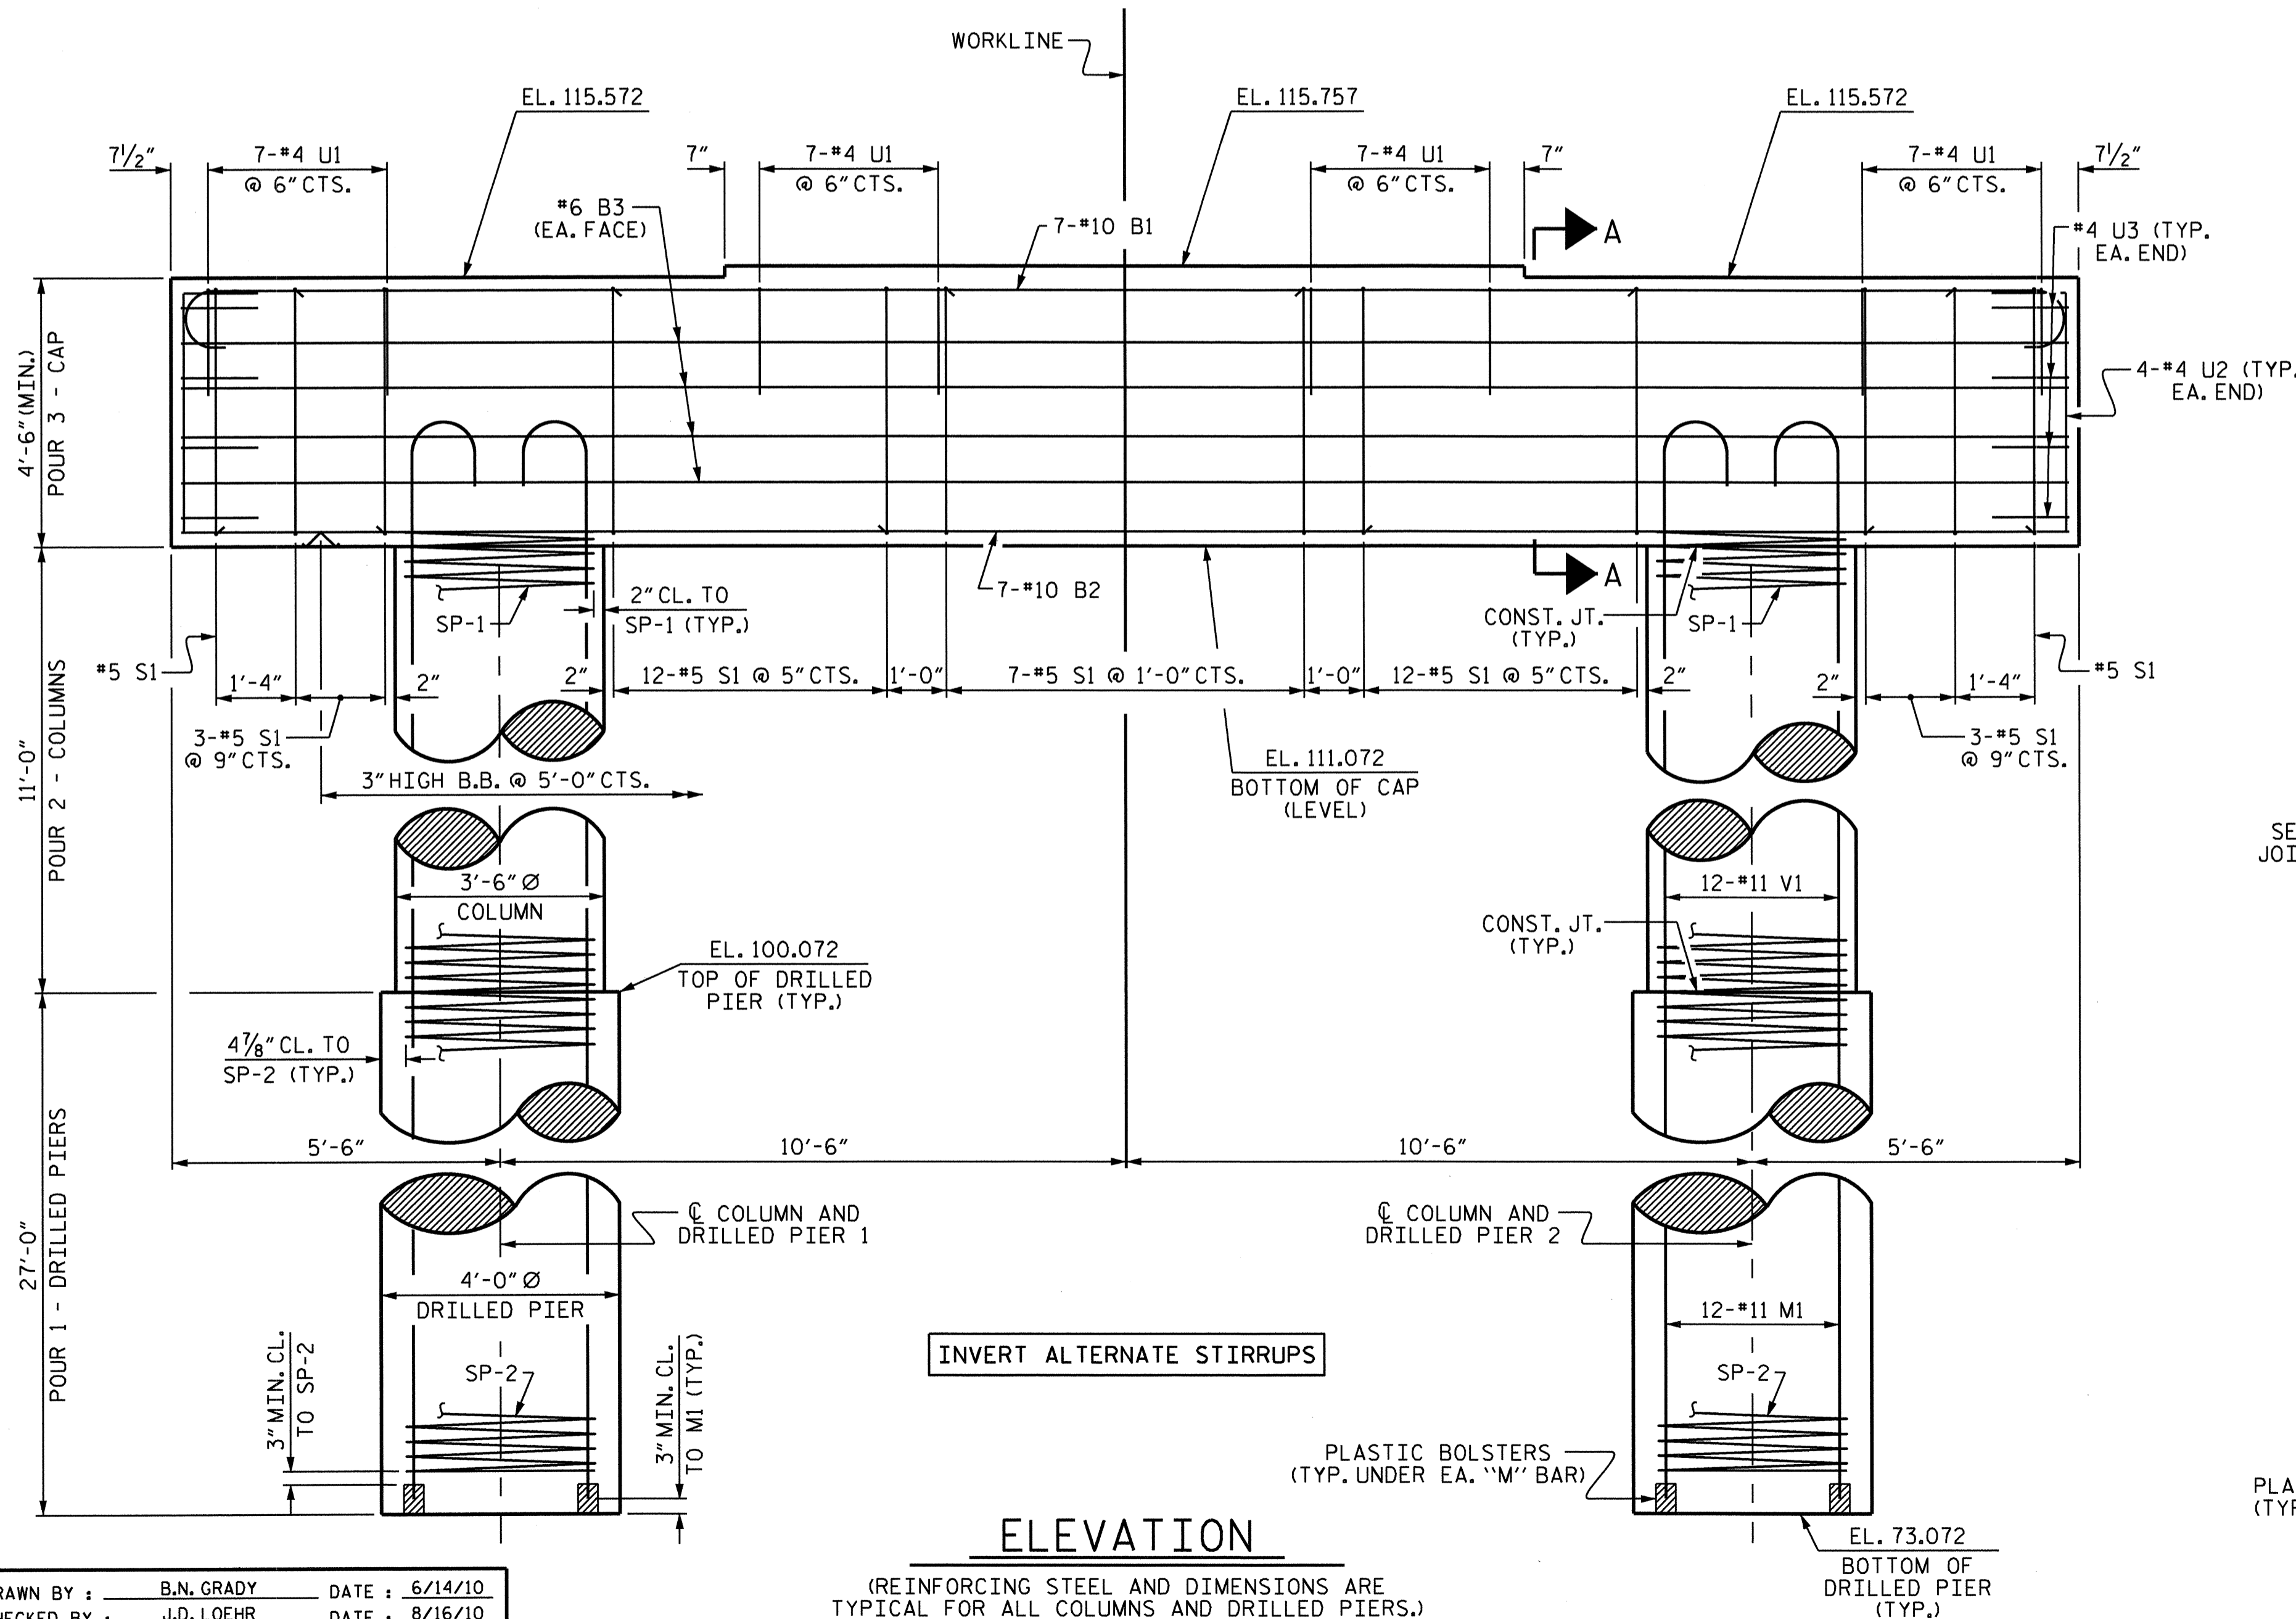 WORKLINE
EL. 115.572
EL. 115.757
EL. 115.572
7½"
7-#4 U1
@ 6" CTS.
7"
7-#4 U1
@ 6" CTS.
7-#4 U1
@ 6" CTS.
7"
7-#4 U1
@ 6" CTS.
7½"
#6 B3
(EA. FACE)
7-#10 B1
A
#4 U3 (TYP.
EA. END)
4'-6" (MIN.)
POUR 3 - CAP
4-#4 U2 (TYP.
EA. END)
7-#10 B2
A
SP-1
2" CL. TO
SP-1 (TYP.)
CONST. JT.
(TYP.)
SP-1
#5 S1
1'-4"
2"
2"
12-#5 S1 @ 5" CTS.
1'-0"
7-#5 S1 @ 1'-0" CTS.
1'-0"
12-#5 S1 @ 5" CTS.
2"
2"
1'-4"
#5 S1
3-#5 S1
@ 9" CTS.
3-#5 S1
@ 9" CTS.
3" HIGH B.B. @ 5'-0" CTS.
EL. 111.072
BOTTOM OF CAP
(LEVEL)
11'-0"
POUR 2 - COLUMNS
SE
JOI
3'-6" Ø
COLUMN
12-#11 V1
CONST. JT.
(TYP.)
EL. 100.072
TOP OF DRILLED
PIER (TYP.)
4⅞" CL. TO
SP-2 (TYP.)
5'-6"
10'-6"
10'-6"
5'-6"
27'-0"
POUR 1 - DRILLED PIERS
℄ COLUMN AND
DRILLED PIER 1
℄ COLUMN AND
DRILLED PIER 2
4'-0" Ø
DRILLED PIER
12-#11 M1
3" MIN. CL.
TO SP-2
SP-2
3" MIN. CL.
TO M1 (TYP.)
INVERT ALTERNATE STIRRUPS
SP-2
PLASTIC BOLSTERS
(TYP. UNDER EA. "M" BAR)
PLA
(TYP
ELEVATION
(REINFORCING STEEL AND DIMENSIONS ARE
TYPICAL FOR ALL COLUMNS AND DRILLED PIERS.)
EL. 73.072
BOTTOM OF
DRILLED PIER
(TYP.)
RAWN BY : B.N. GRADY DATE : 6/14/10
HECKED BY : J.D. LOEHR DATE : 8/16/10